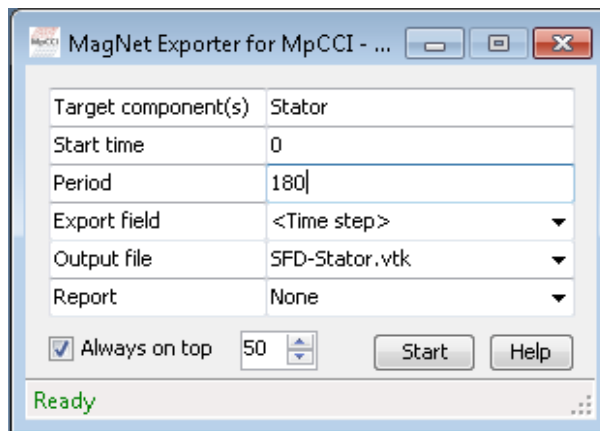 MpCCI MagNet Exporter for MpCCI - ...
Target component(s) Stator
Start time 0
Period 180
Export field <Time step>
Output file SFD-Stator.vtk
Report None
Always on top 50 Start Help
Ready